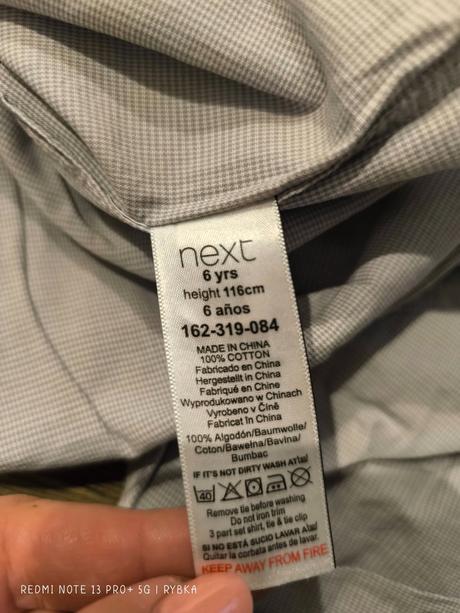 next
6 yrs
height 116cm
6 años
162-319-084
MADE IN CHINA
100% COTTON
Fabricado en China
Hergestellt in China
Fabriqué en Chine
Wyprodukowano w Chinach
Vyrobeno v Číně
Fabricat în China
100% Algodón/Baumwolle/
Coton/Bawełna/Bavlna/
Bumbac
IF IT'S NOT DIRTY WASH AT/a/
40
Remove tie before washing
Do not iron trim
3 part set shirt, tie & tie clip
SI NO ESTÁ SUCIO LAVAR A/a/
Quitar la corbata antes de lavar.
KEEP AWAY FROM FIRE
REDMI NOTE 13 PRO+ 5G | RYBKA